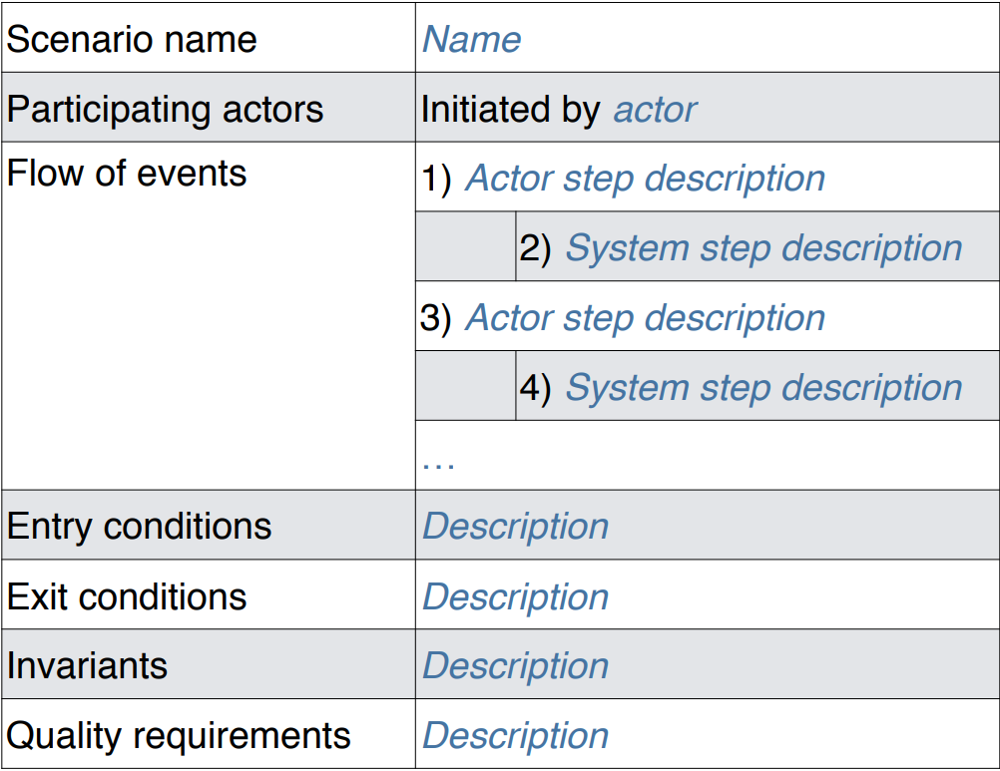 Scenario name Name
Participating actors Initiated by actor
Flow of events 1) Actor step description
2) System step description
3) Actor step description
4) System step description
...
Entry conditions Description
Exit conditions Description
Invariants Description
Quality requirements Description